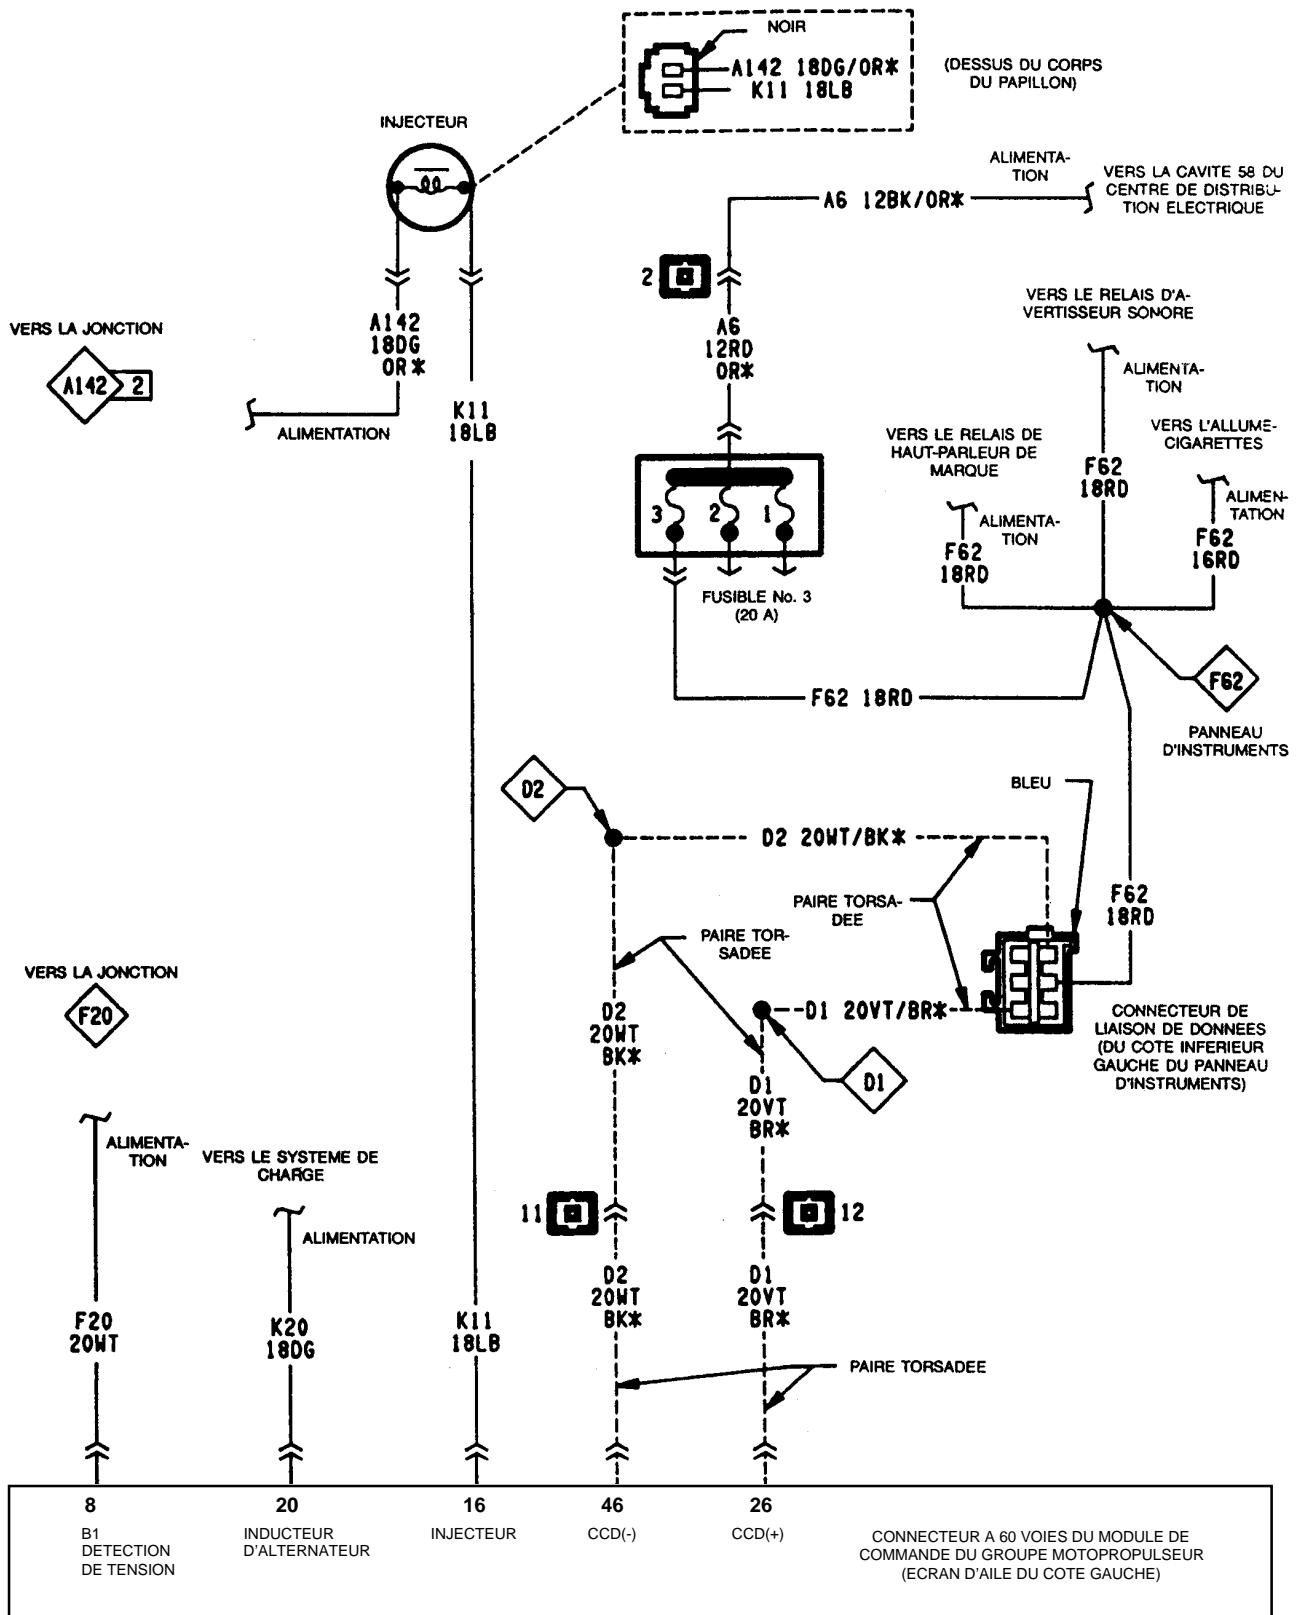 NOIR
A142 18DG/OR*
K11 18LB
(DESSUS DU CORPS
DU PAPILLON)
INJECTEUR
ALIMENTA-
TION
VERS LA CAVITE 58 DU
CENTRE DE DISTRIBU-
TION ELECTRIQUE
A6 12BK/OR*
2
VERS LE RELAIS D'A-
VERTISSEUR SONORE
VERS LA JONCTION
A142 2
A142
18DG
OR*
A6
12RD
OR*
ALIMENTA-
TION
ALIMENTATION
K11
18LB
VERS LE RELAIS DE
HAUT-PARLEUR DE
MARQUE
VERS L'ALLUME-
CIGARETTES
F62
18RD
ALIMEN-
TATION
ALIMENTA-
TION
3 2 1
F62
18RD
F62
16RD
FUSIBLE No. 3
(20 A)
F62 18RD
F62
PANNEAU
D'INSTRUMENTS
D2
BLEU
D2 20WT/BK*
PAIRE TORSA-
DEE
F62
18RD
PAIRE TOR-
SADEE
VERS LA JONCTION
F20
D2
20WT
BK*
D1 20VT/BR*
CONNECTEUR DE
LIAISON DE DONNEES
(DU COTE INFERIEUR
GAUCHE DU PANNEAU
D'INSTRUMENTS)
D1
D1
20VT
BR*
ALIMENTA-
TION
VERS LE SYSTEME DE
CHARGE
11
12
ALIMENTATION
D2
20WT
BK*
D1
20VT
BR*
F20
20WT
K20
18DG
K11
18LB
PAIRE TORSADEE
8 20 16 46 26
B1
DETECTION
DE TENSION
INDUCTEUR
D'ALTERNATEUR
INJECTEUR
CCD(-)
CCD(+)
CONNECTEUR A 60 VOIES DU MODULE DE
COMMANDE DU GROUPE MOTOPROPULSEUR
(ECRAN D'AILE DU COTE GAUCHE)